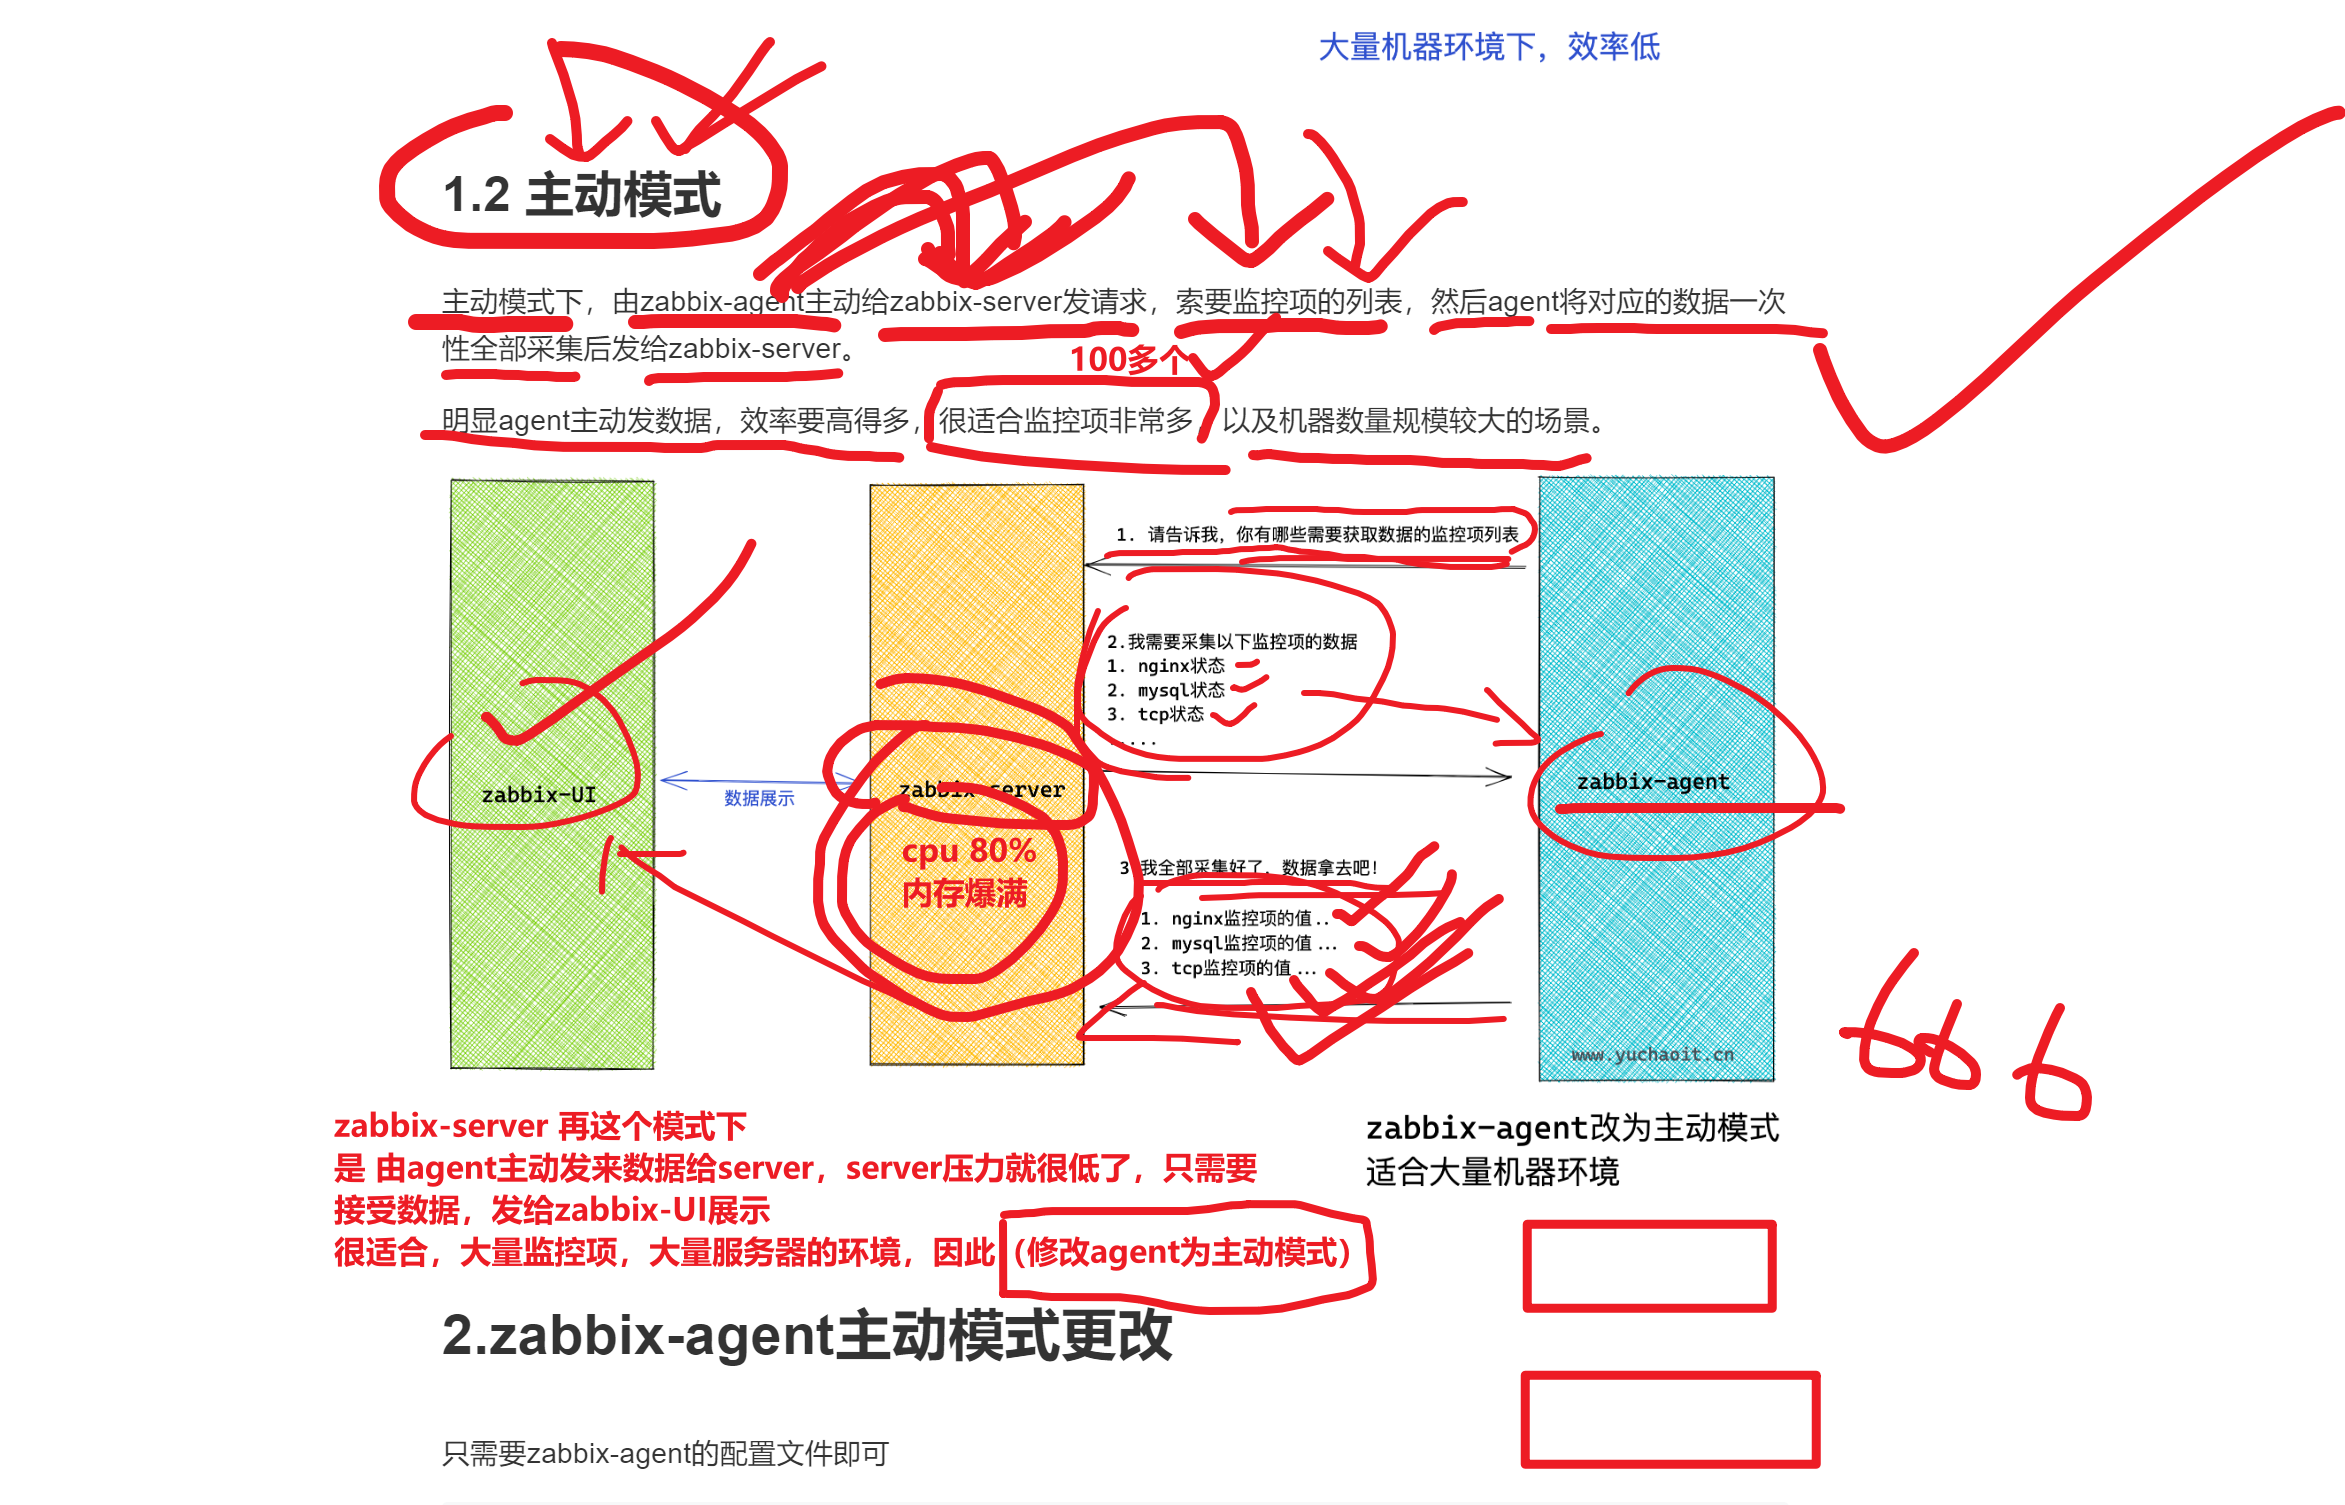 大量机器环境下，效率低
1.2 主动模式
主动模式下，由zabbix-agent主动给zabbix-server发请求，索要监控项的列表，然后agent将对应的数据一次
性全部采集后发给zabbix-server。
100多个
明显agent主动发数据，效率要高得多，很适合监控项非常多，以及机器数量规模较大的场景。
1. 请告诉我，你有哪些需要获取数据的监控项列表
2.我需要采集以下监控项的数据
1. nginx状态
2. mysql状态
3. tcp状态
......
zabbix-UI
数据展示
zabbix-server
zabbix-agent
cpu 80%
内存爆满
3.我全部采集好了，数据拿去吧！
1. nginx监控项的值...
2. mysql监控项的值...
3. tcp监控项的值...
www.yuchaoit.cn
666
zabbix-agent改为主动模式
适合大量机器环境
zabbix-server 再这个模式下
是 由agent主动发来数据给server，server压力就很低了，只需要
接受数据，发给zabbix-UI展示
很适合，大量监控项，大量服务器的环境，因此（修改agent为主动模式）
2.zabbix-agent主动模式更改
只需要zabbix-agent的配置文件即可